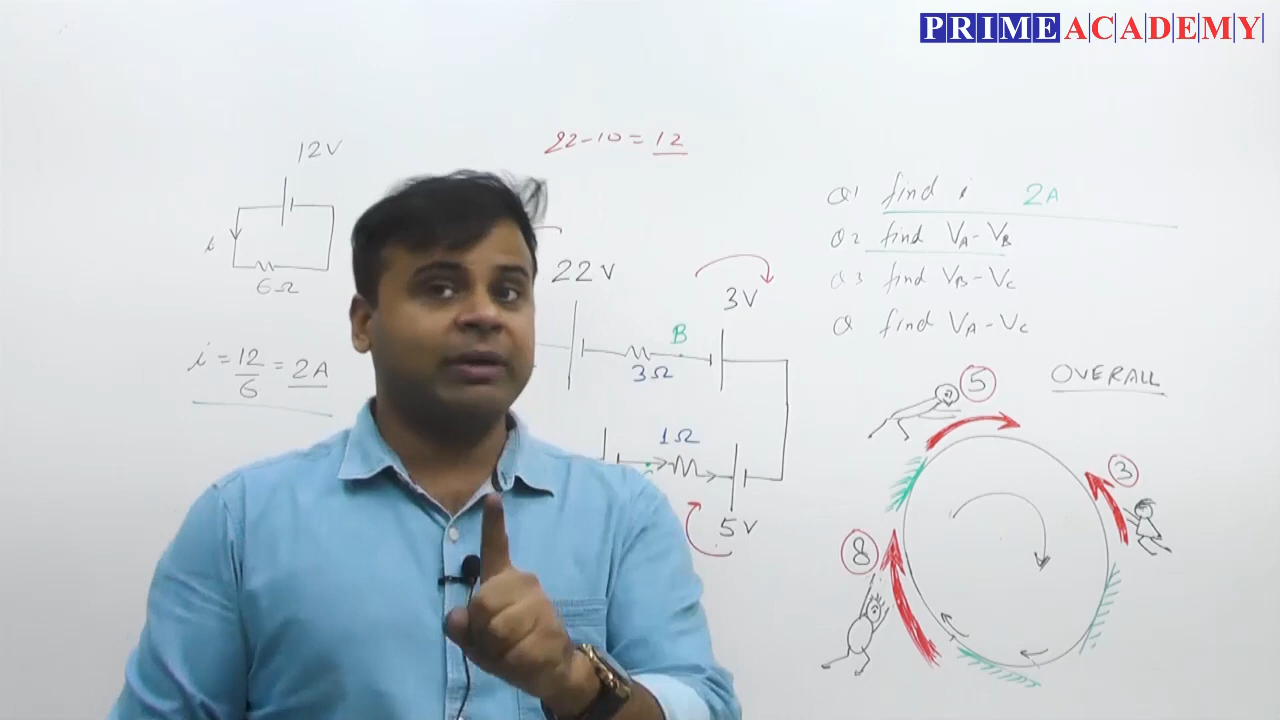 PRIME ACADEMY
12V
i
6Ω
i = 12/6 = 2A
22-10 = 12
22V
3V
B
3Ω
1Ω
5V
Q1 find i 2A
Q2 find VA-VB
Q3 find VB-VC
Q find VA-VC
OVERALL
5
3
8